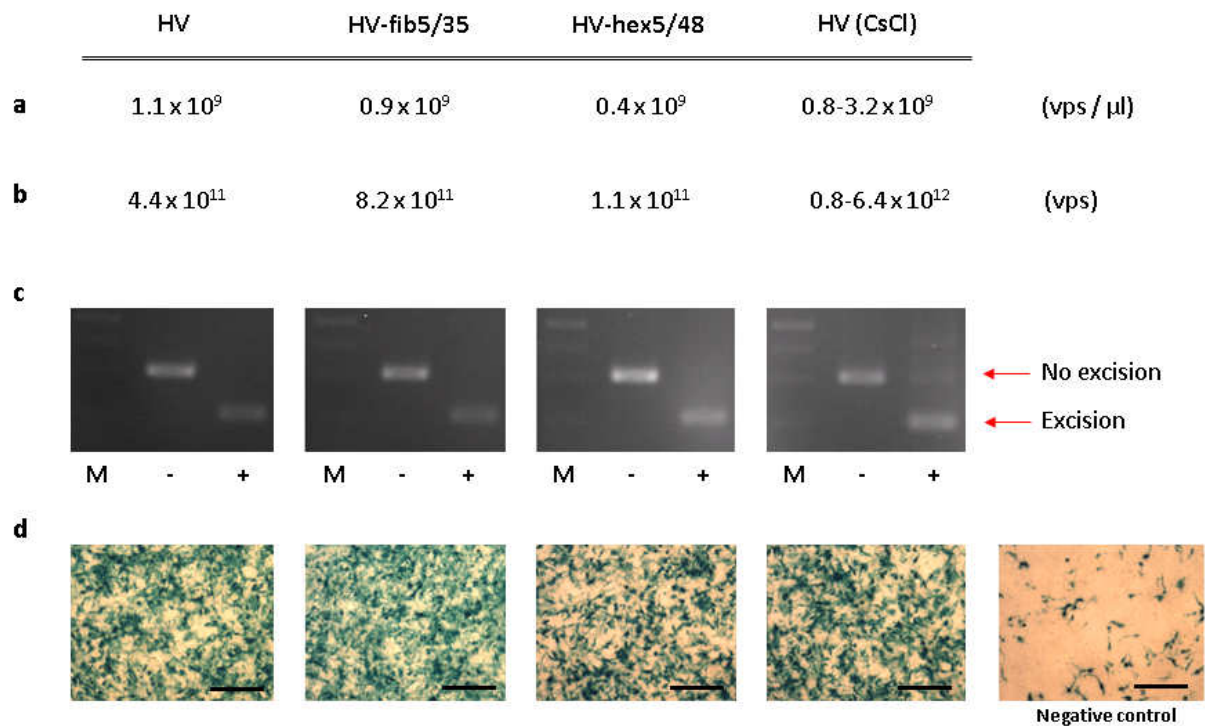 HV HV-fib5/35 HV-hex5/48 HV (CsCl)
a 1.1 x 10⁹ 0.9 x 10⁹ 0.4 x 10⁹ 0.8-3.2 x 10⁹ (vps / µl)
b 4.4 x 10¹¹ 8.2 x 10¹¹ 1.1 x 10¹¹ 0.8-6.4 x 10¹² (vps)
c
No excision
Excision
M - + M - + M - + M - +
d
Negative control